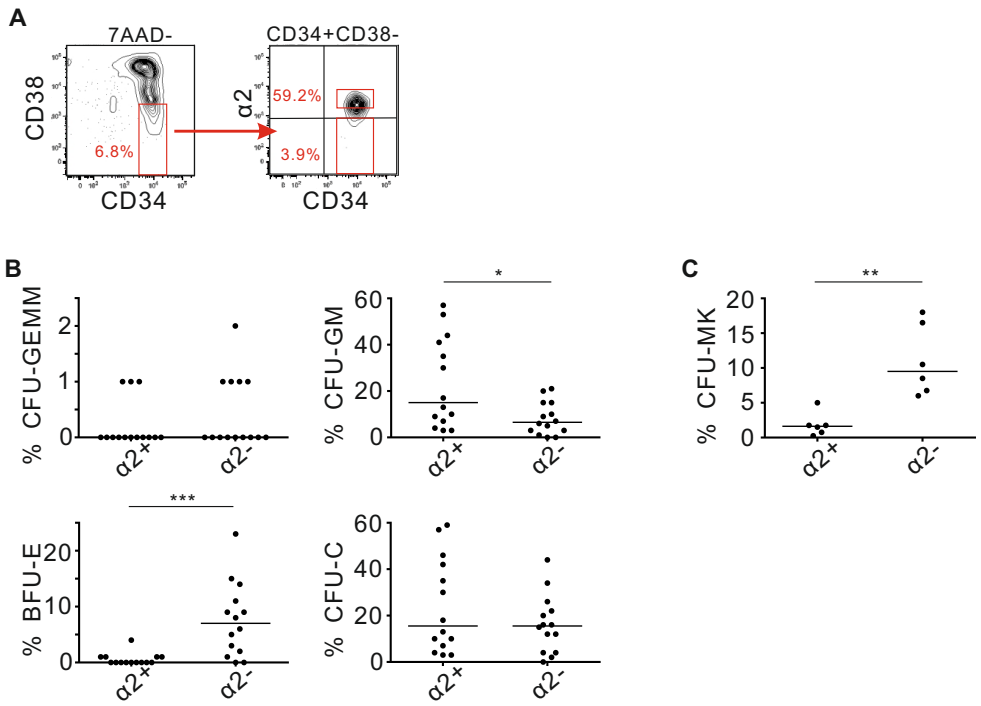 A
7AAD-
CD34+CD38-
CD38
6.8%
CD34
α2
59.2%
3.9%
CD34
B
% CFU-GEMM
2
1
0
α2+
α2-
*
% CFU-GM
60
40
20
0
α2+
α2-
C
**
% CFU-MK
20
15
10
5
0
α2+
α2-
***
% BFU-E
20
10
0
α2+
α2-
% CFU-C
60
40
20
0
α2+
α2-